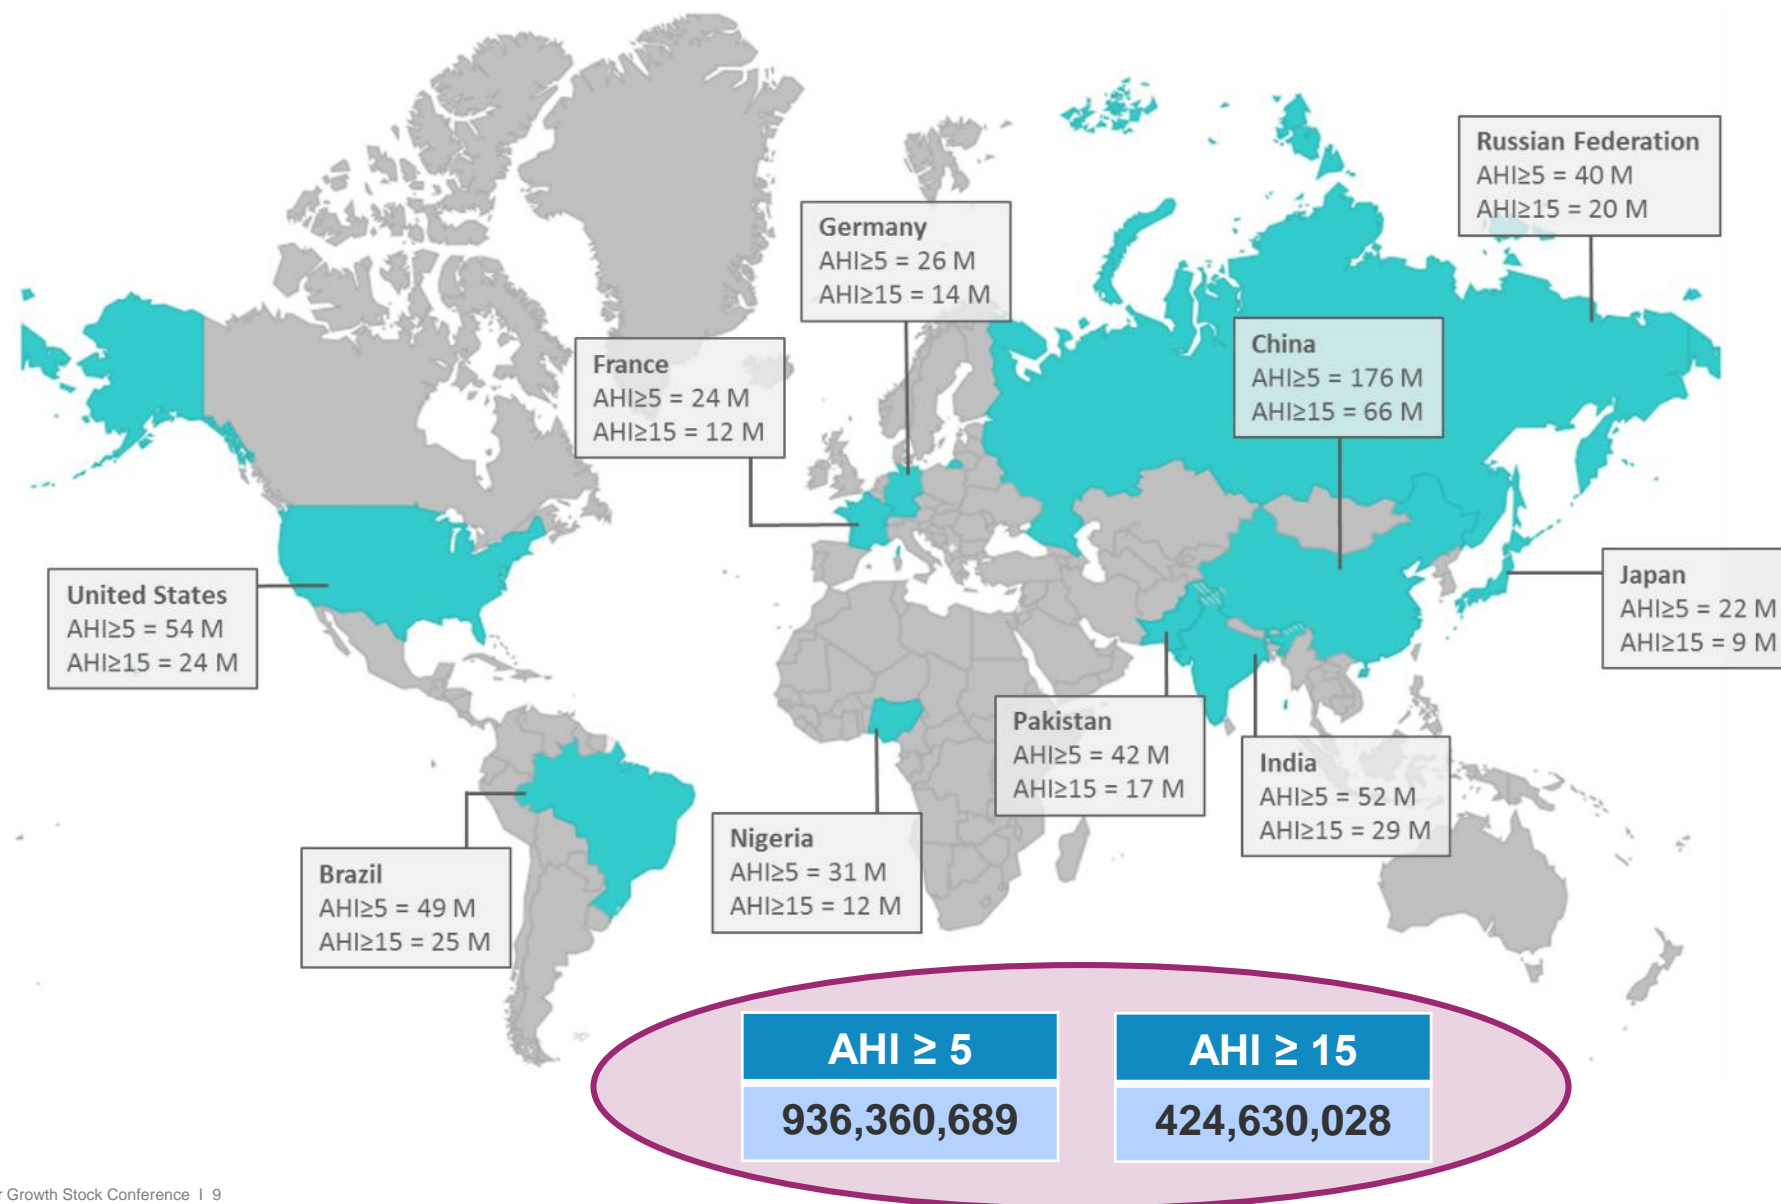 Russian Federation
AHI≥5 = 40 M
AHI≥15 = 20 M
Germany
AHI≥5 = 26 M
AHI≥15 = 14 M
France
AHI≥5 = 24 M
AHI≥15 = 12 M
China
AHI≥5 = 176 M
AHI≥15 = 66 M
United States
AHI≥5 = 54 M
AHI≥15 = 24 M
Japan
AHI≥5 = 22 M
AHI≥15 = 9 M
Pakistan
AHI≥5 = 42 M
AHI≥15 = 17 M
India
AHI≥5 = 52 M
AHI≥15 = 29 M
Nigeria
AHI≥5 = 31 M
AHI≥15 = 12 M
Brazil
AHI≥5 = 49 M
AHI≥15 = 25 M
AHI ≥ 5
936,360,689
AHI ≥ 15
424,630,028
r Growth Stock Conference I 9